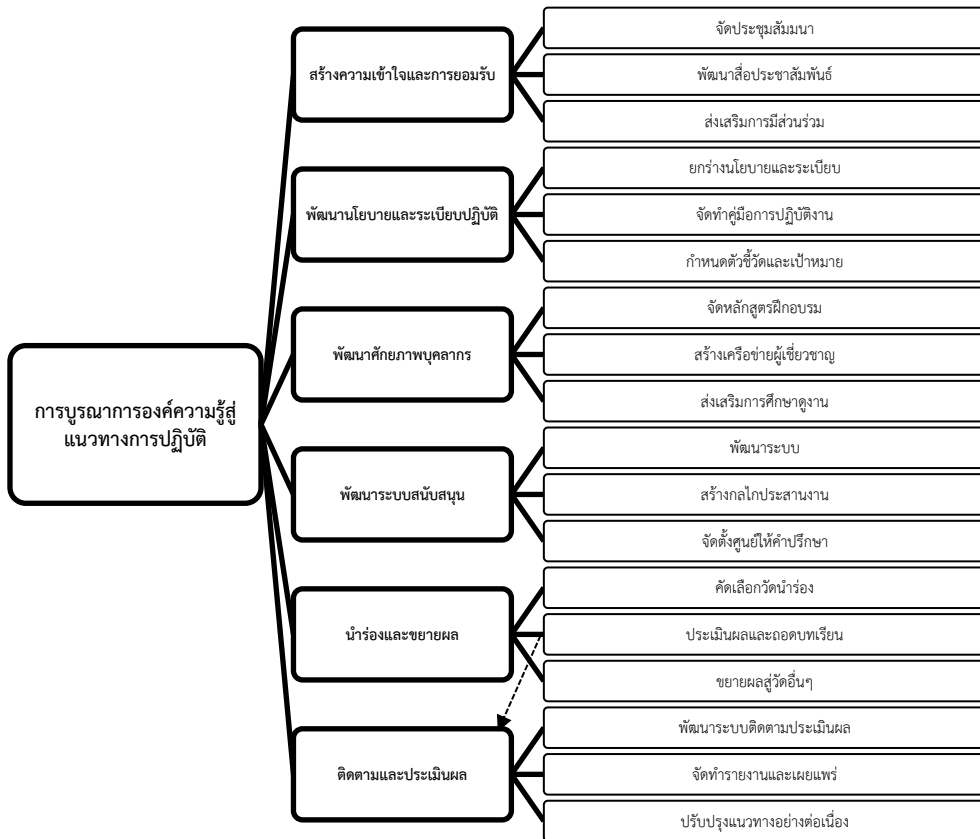 การบูรณาการองค์ความรู้สู่
แนวทางการปฏิบัติ
สร้างความเข้าใจและการยอมรับ
จัดประชุมสัมมนา
พัฒนาสื่อประชาสัมพันธ์
ส่งเสริมการมีส่วนร่วม
พัฒนานโยบายและระเบียบปฏิบัติ
ยกร่างนโยบายและระเบียบ
จัดทำคู่มือการปฏิบัติงาน
กำหนดตัวชี้วัดและเป้าหมาย
พัฒนาศักยภาพบุคลากร
จัดหลักสูตรฝึกอบรม
สร้างเครือข่ายผู้เชี่ยวชาญ
ส่งเสริมการศึกษาดูงาน
พัฒนาระบบสนับสนุน
พัฒนาระบบ
สร้างกลไกประสานงาน
จัดตั้งศูนย์ให้คำปรึกษา
นำร่องและขยายผล
คัดเลือกวัดนำร่อง
ประเมินผลและถอดบทเรียน
ขยายผลสู่วัดอื่นๆ
ติดตามและประเมินผล
พัฒนาระบบติดตามประเมินผล
จัดทำรายงานและเผยแพร่
ปรับปรุงแนวทางอย่างต่อเนื่อง